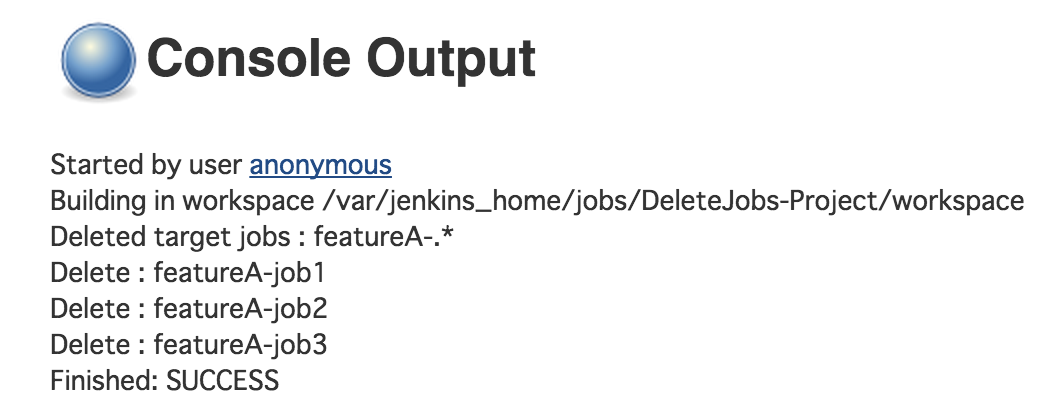 Console Output
Started by user anonymous
Building in workspace /var/jenkins_home/jobs/DeleteJobs-Project/workspace
Deleted target jobs : featureA-.*
Delete : featureA-job1
Delete : featureA-job2
Delete : featureA-job3
Finished: SUCCESS